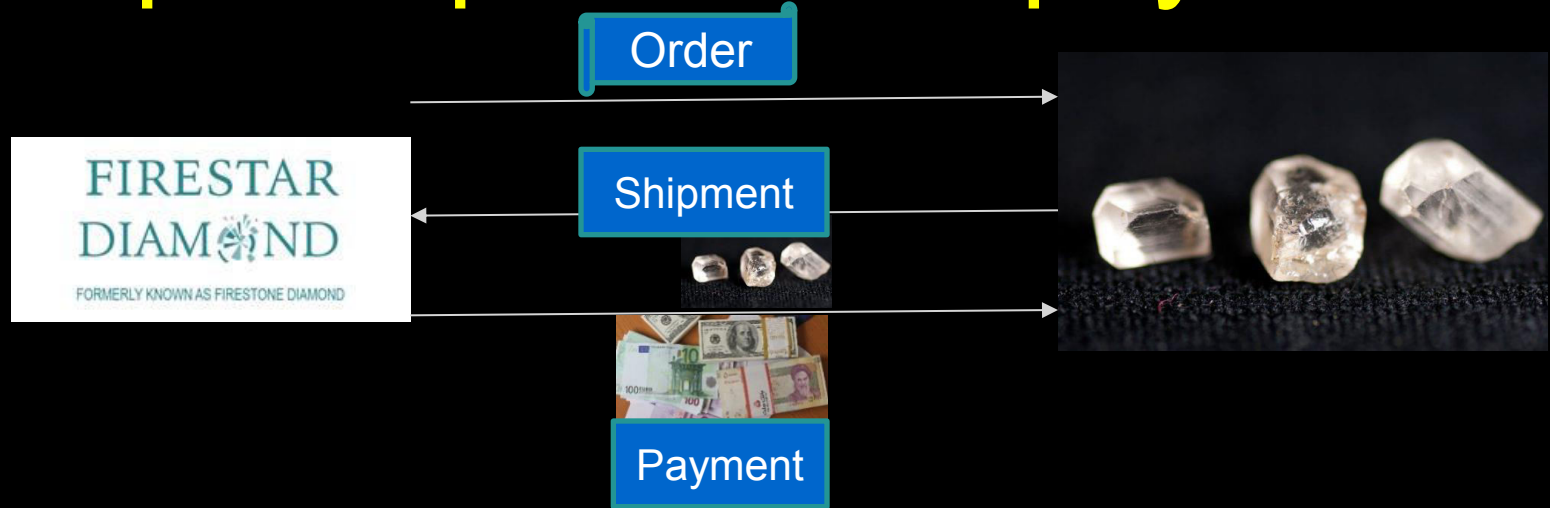 Order
FIRESTAR
DIAMOND
FORMERLY KNOWN AS FIRESTONE DIAMOND
Shipment
Payment